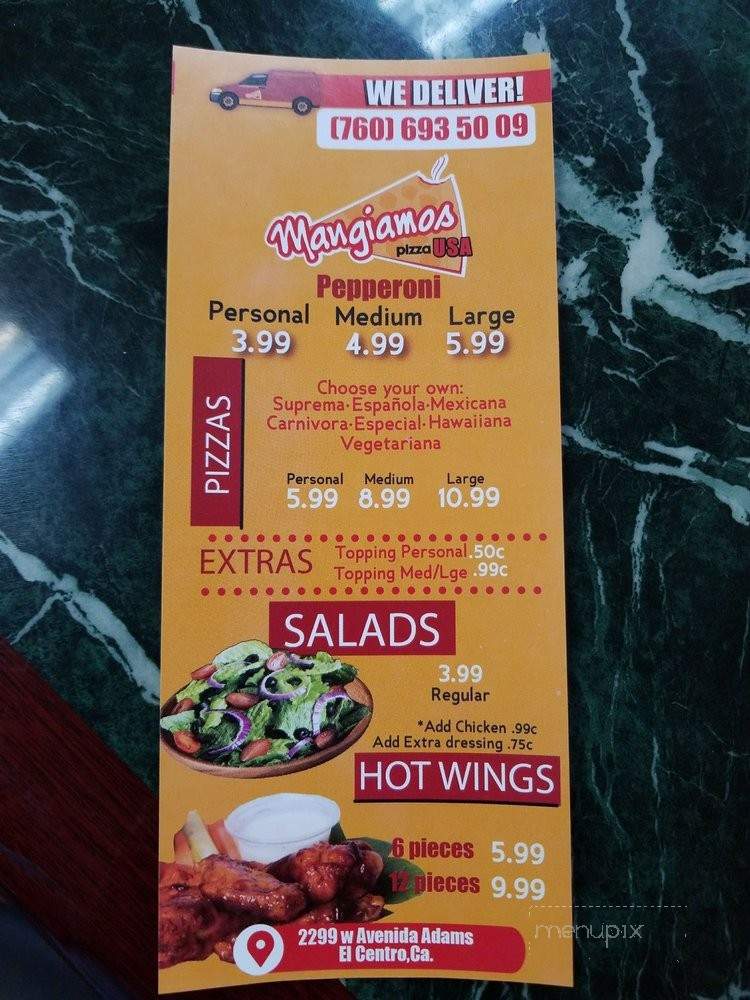 WE DELIVER!
(760) 693 50 09
Mangiamos
pizza USA
Pepperoni
Personal Medium Large
3.99 4.99 5.99
PIZZAS
Choose your own:
Suprema·Española·Mexicana
Carnivora·Especial·Hawaiiana
Vegetariana
Personal Medium Large
5.99 8.99 10.99
EXTRAS
Topping Personal .50c
Topping Med/Lge .99c
SALADS
3.99
Regular
*Add Chicken .99c
Add Extra dressing .75c
HOT WINGS
6 pieces 5.99
12 pieces 9.99
2299 w Avenida Adams
El Centro,Ca.
menupix